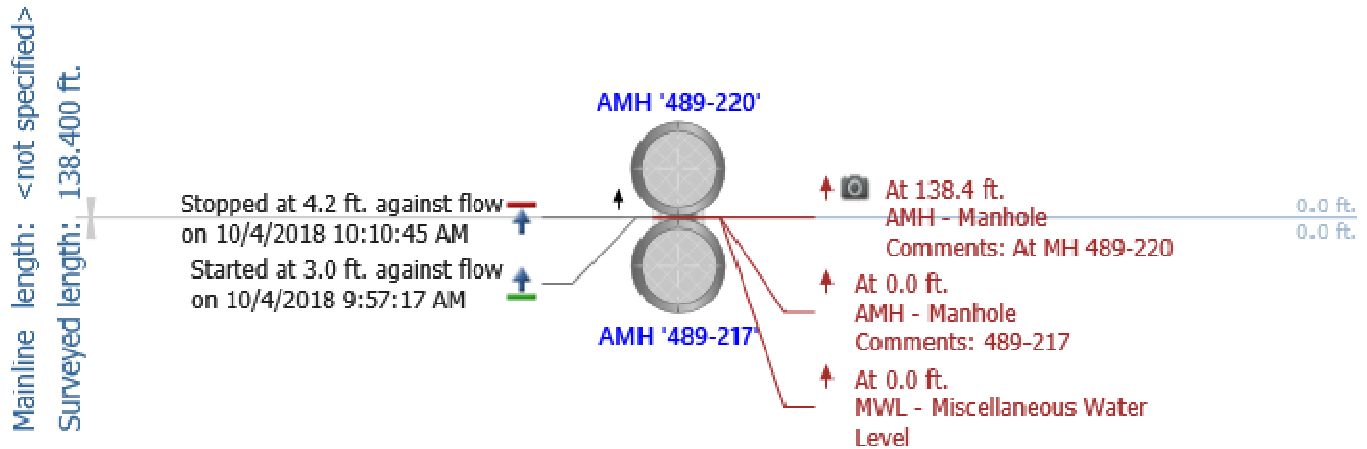 Mainline length: <not specified>
Surveyed length: 138.400 ft.
AMH '489-220'
Stopped at 4.2 ft. against flow
on 10/4/2018 10:10:45 AM
Started at 3.0 ft. against flow
on 10/4/2018 9:57:17 AM
AMH '489-217'
At 138.4 ft.
AMH - Manhole
Comments: At MH 489-220
At 0.0 ft.
AMH - Manhole
Comments: 489-217
At 0.0 ft.
MWL - Miscellaneous Water
Level
0.0 ft.
0.0 ft.